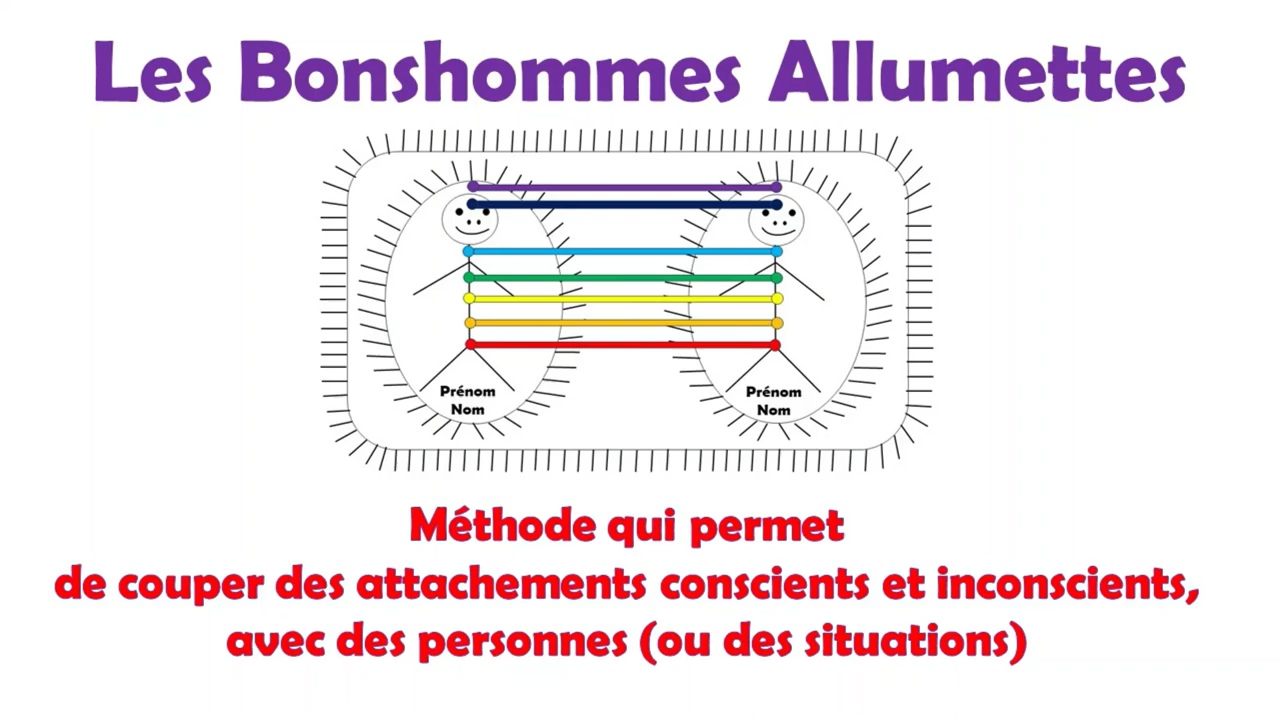 Les Bonshommes Allumettes
Prénom
Nom
Prénom
Nom
Méthode qui permet
de couper des attachements conscients et inconscients,
avec des personnes (ou des situations)